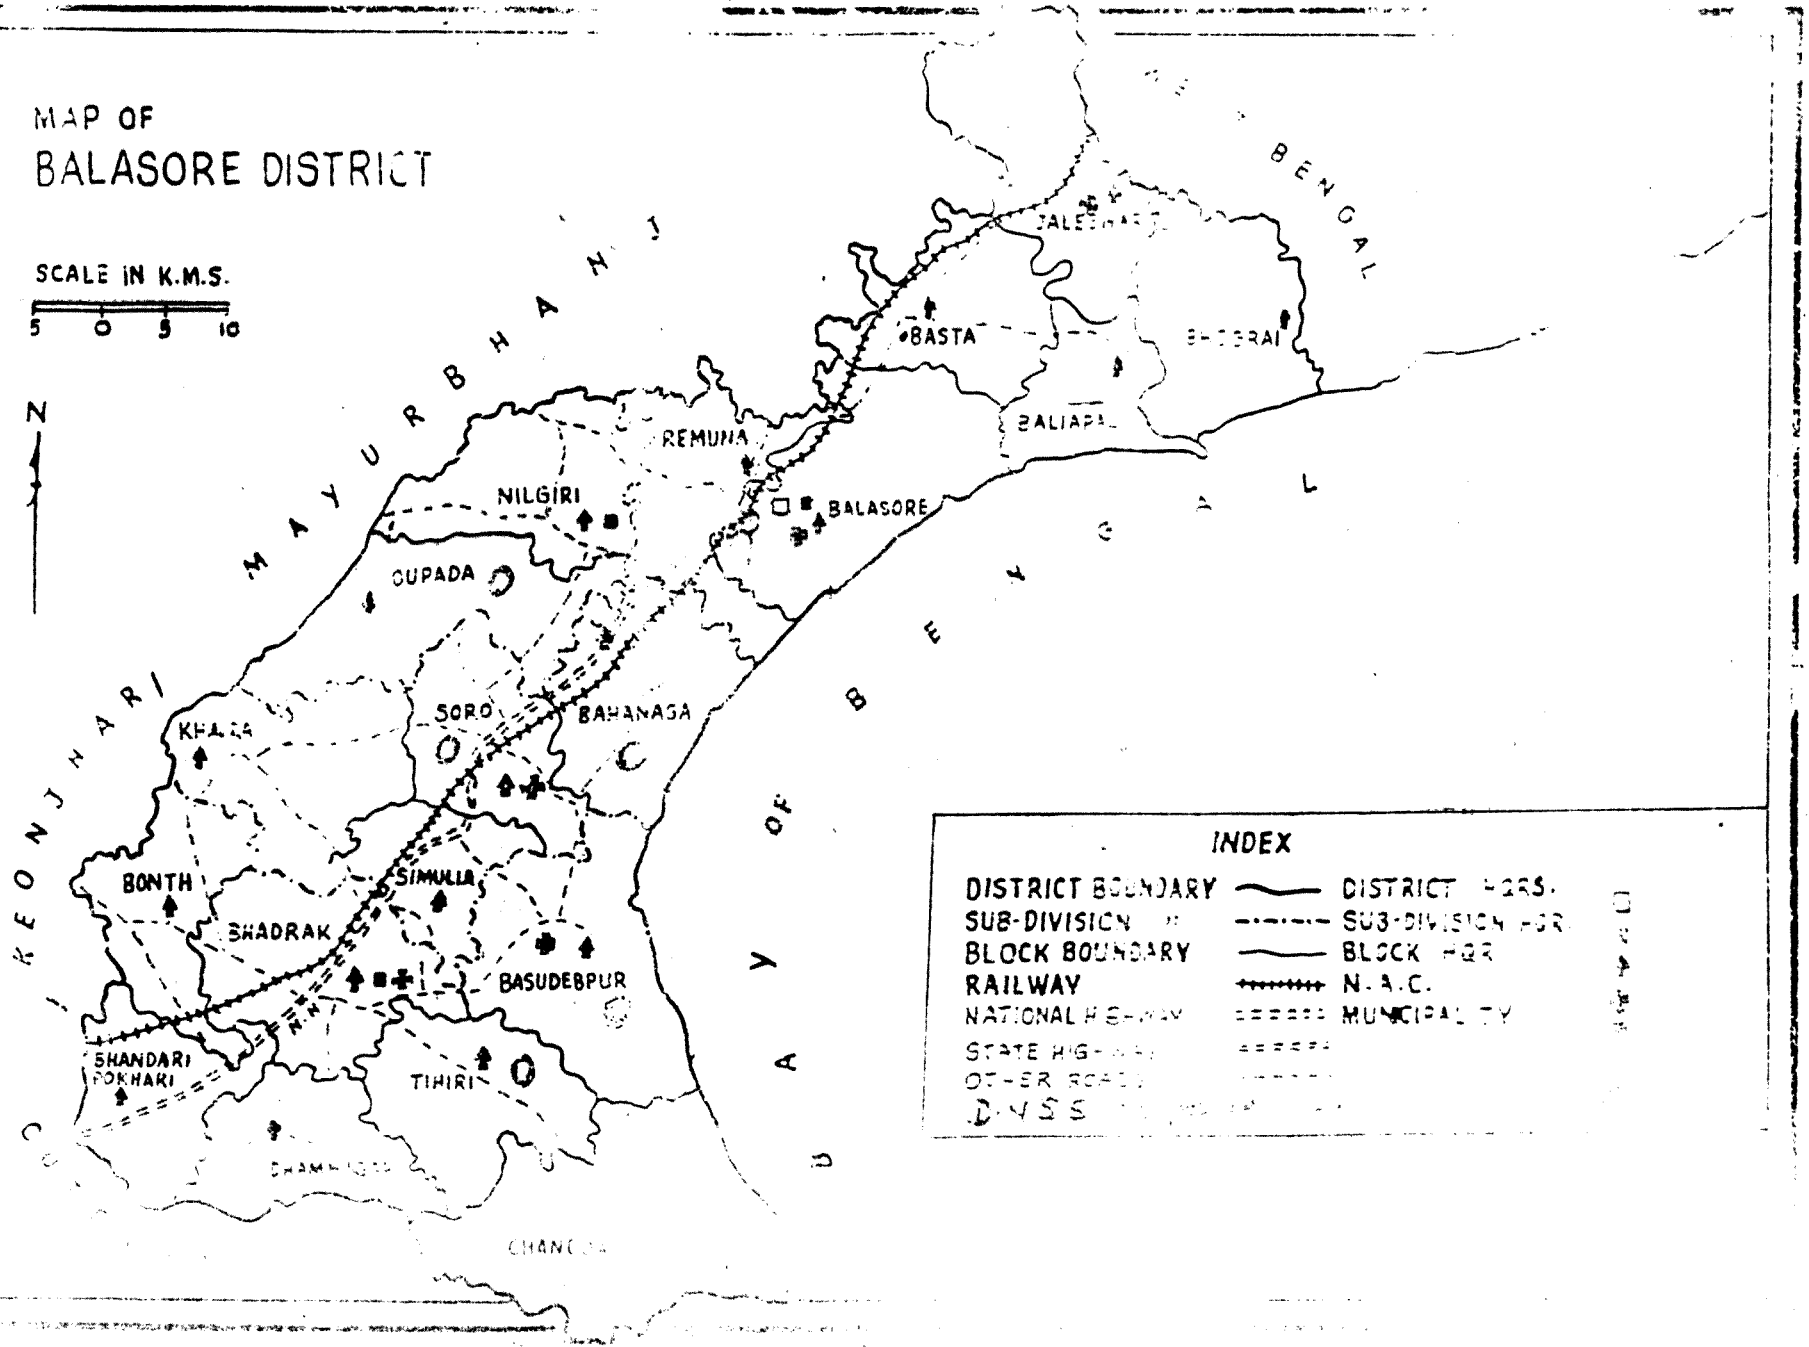 MAP OF
BALASORE DISTRICT
SCALE IN K.M.S.
5 0 5 10
N
MAYURBHANJ
KEONJHARI
BENGAL
BAY OF BENGAL
BASTA
REMUNA
NILGIRI
BALASORE
OUPADA
SORO
BAHANAGA
BONTH
SIMULIA
BHADRAK
BASUDEBPUR
N.H
BHANDARI
POKHARI
TIHIRI
INDEX
DISTRICT BOUNDARY DISTRICT HQRS.
SUB-DIVISION " SUB-DIVISION HQR.
BLOCK BOUNDARY BLOCK HQR
RAILWAY N.A.C.
NATIONAL HIGHWAY MUNICIPALITY
STATE HIGHWAY
OTHER ROADS